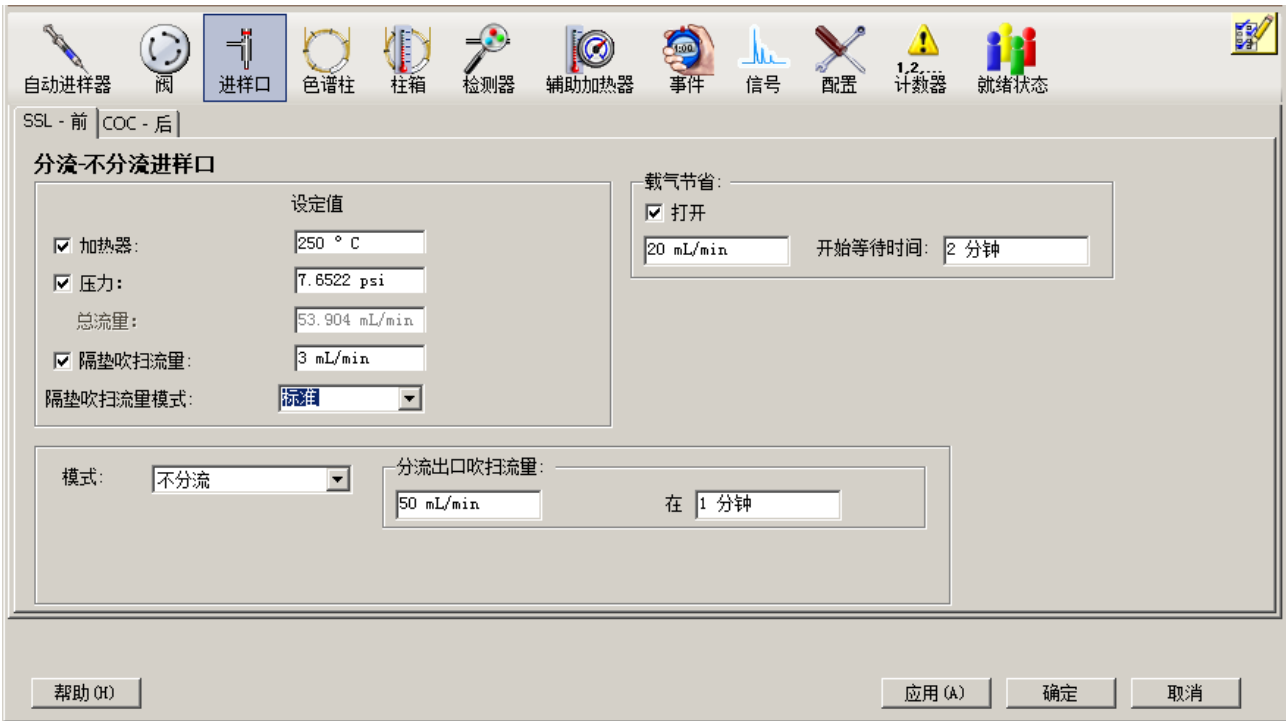 自动进样器 阀 进样口 色谱柱 柱箱 检测器 辅助加热器 1:00 事件 信号 配置 1,2,... 计数器 就绪状态
SSL - 前 COC - 后
分流-不分流进样口
设定值
加热器: 250 ° C
压力: 7.6522 psi
总流量: 53.904 mL/min
隔垫吹扫流量: 3 mL/min
隔垫吹扫流量模式: 标准
载气节省:
打开
20 mL/min 开始等待时间: 2 分钟
模式: 不分流
分流出口吹扫流量:
50 mL/min 在 1 分钟
帮助(H) 应用(A) 确定 取消